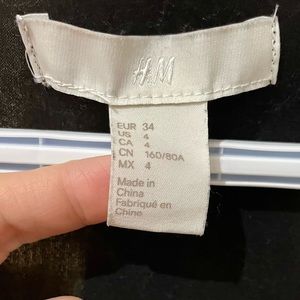 H&M
EUR 34
US 4
CA 4
CN 160/80A
MX 4
Made in
China
Fabriqué en
Chine